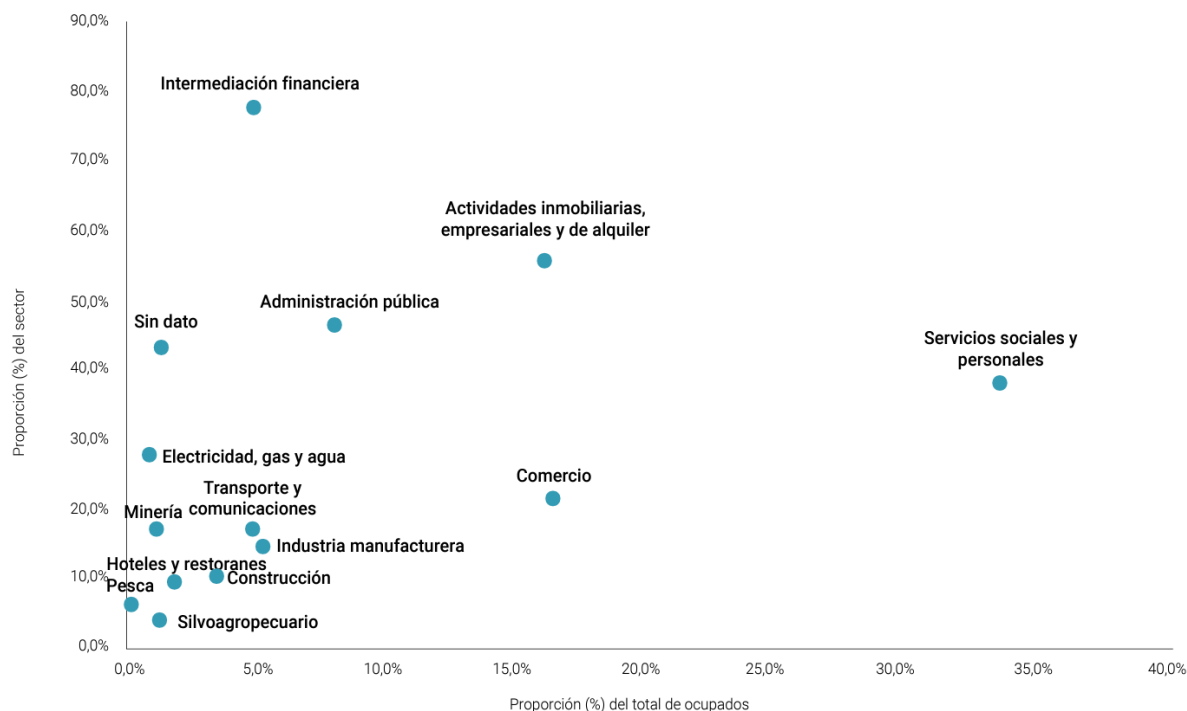 90,0%
Intermediación financiera
80,0%
70,0%
Actividades inmobiliarias,
empresariales y de alquiler
60,0%
50,0%
Administración pública
Sin dato
Servicios sociales y
personales
40,0%
Proporción (%) del sector
30,0%
Electricidad, gas y agua
Comercio
Transporte y
comunicaciones
20,0%
Minería
Industria manufacturera
Hoteles y restoranes
10,0%
Construcción
Pesca
Silvoagropecuario
0,0%
0,0% 5,0% 10,0% 15,0% 20,0% 25,0% 30,0% 35,0% 40,0%
Proporción (%) del total de ocupados